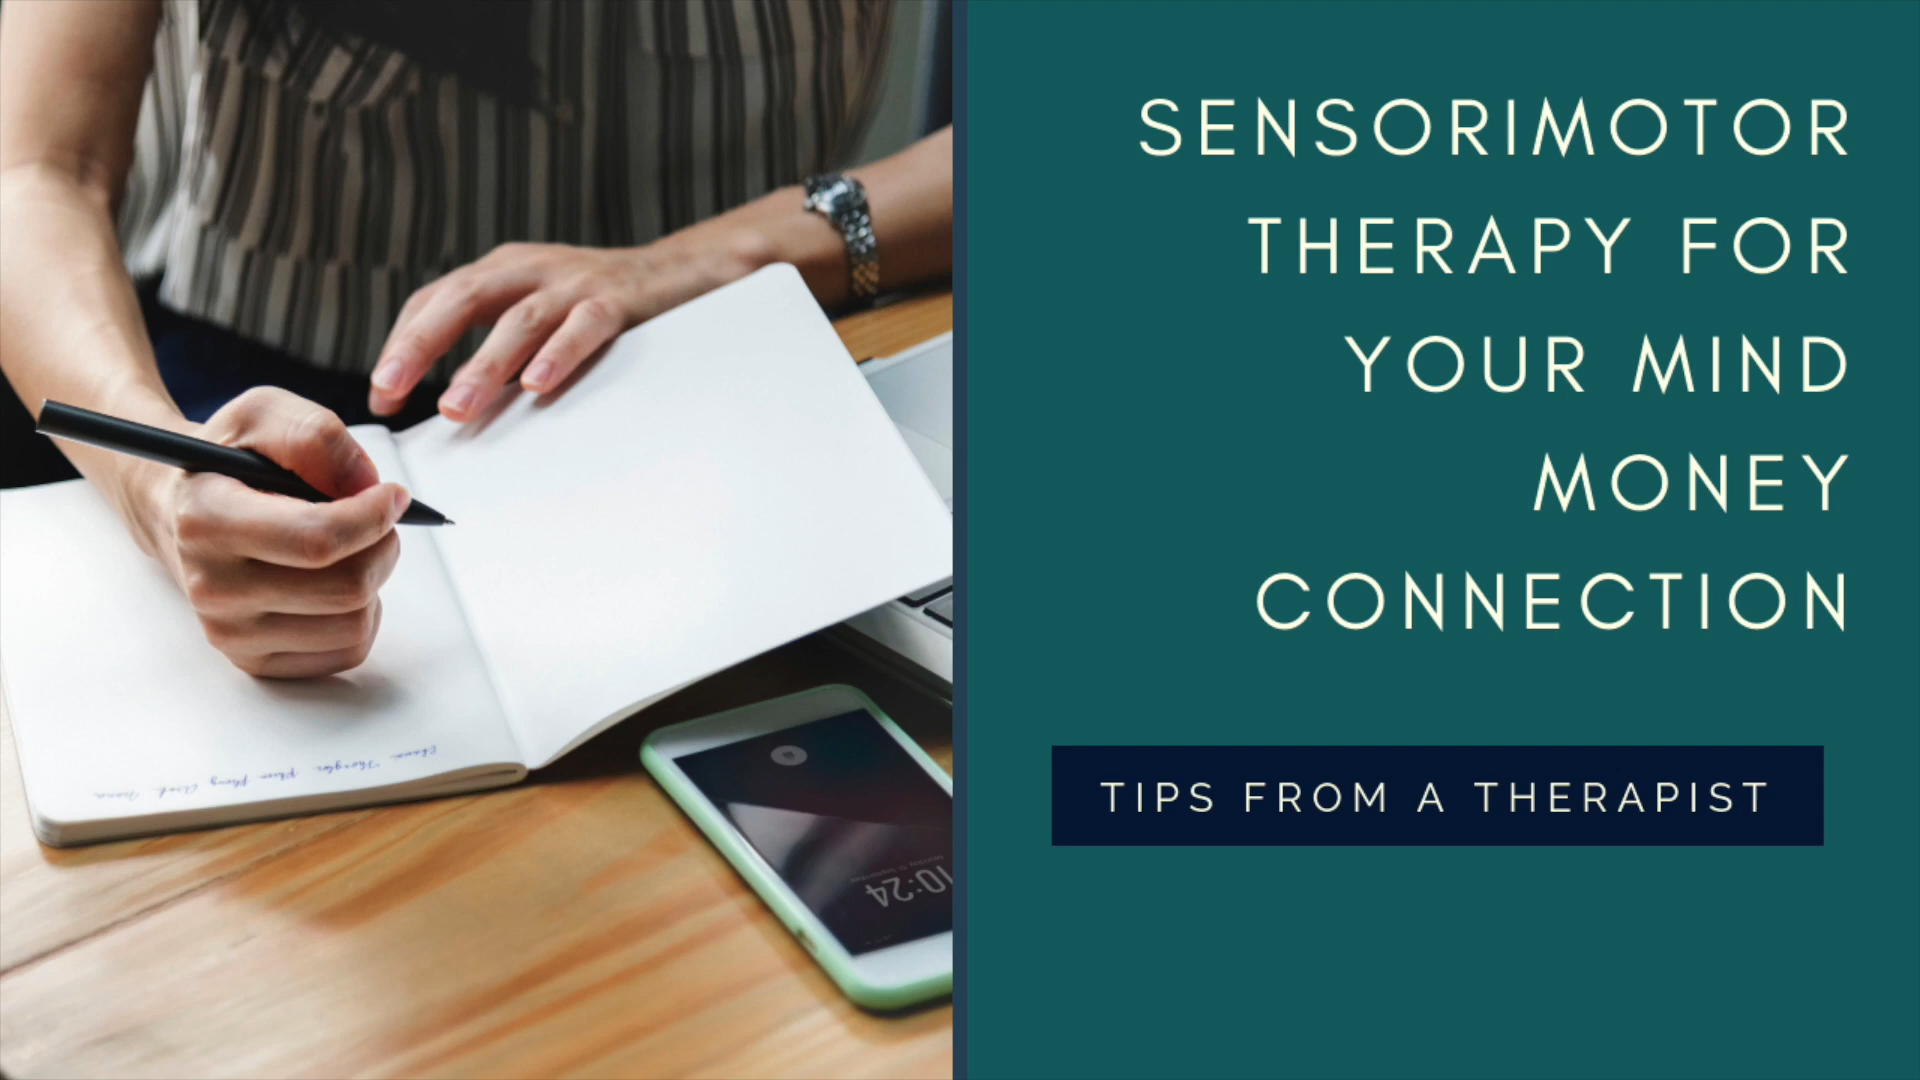 SENSORIMOTOR
THERAPY FOR
YOUR MIND
MONEY
CONNECTION
TIPS FROM A THERAPIST
10:24